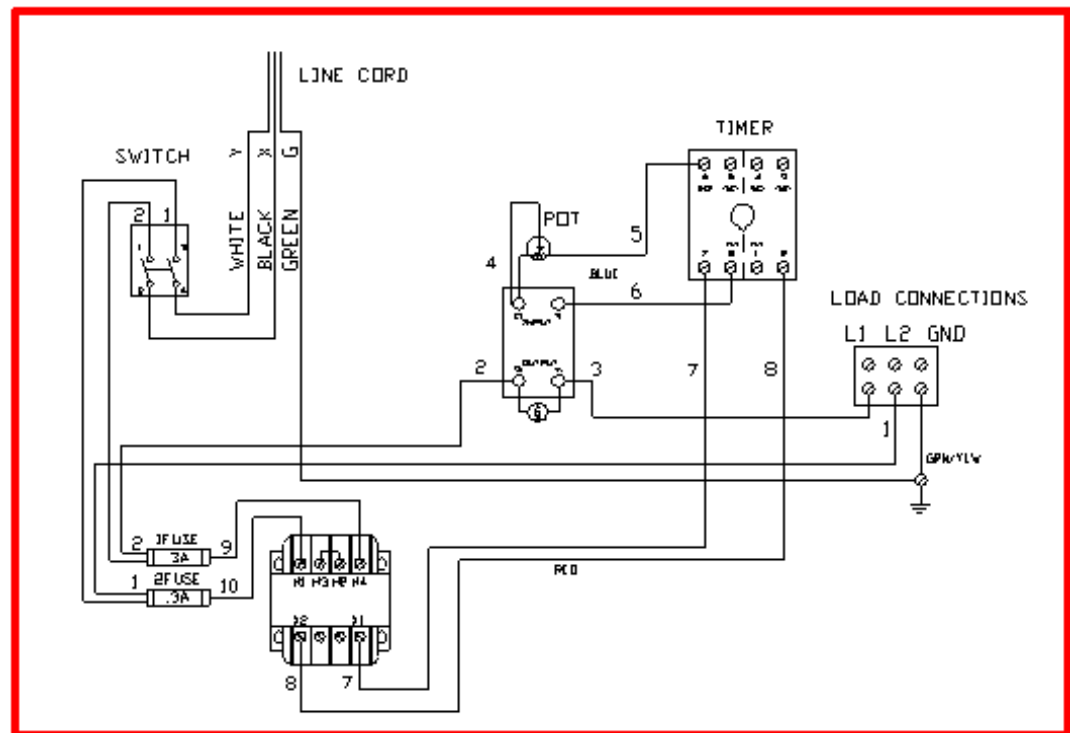 LINE CORD
TIMER
SWITCH
Y X G
2 1
POT
5
WHITE
BLACK
GREEN
4
BLUE
6
LOAD CONNECTIONS
L1 L2 GND
2 3 7 8
1
GRN/YLW
2 1FUSE 9
.3A
1 2FUSE 10
.3A
H1 H3 H2 H4
RED
X2 X1
8 7